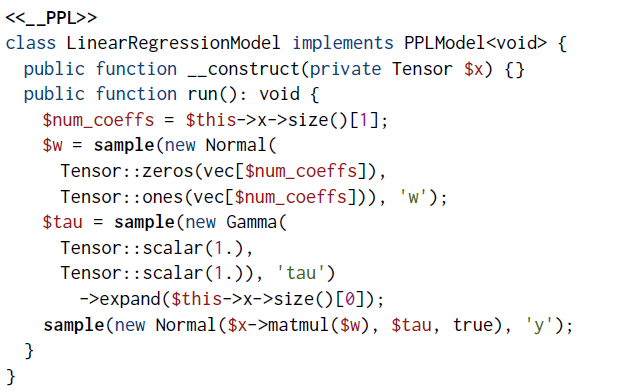 <<__PPL>>
class LinearRegressionModel implements PPLModel<void> {
  public function __construct(private Tensor $x) {}
  public function run(): void {
    $num_coeffs = $this->x->size()[1];
    $w = sample(new Normal(
      Tensor::zeros(vec[$num_coeffs]),
      Tensor::ones(vec[$num_coeffs])), 'w');
    $tau = sample(new Gamma(
      Tensor::scalar(1.),
      Tensor::scalar(1.)), 'tau')
        ->expand($this->x->size()[0]);
    sample(new Normal($x->matmul($w), $tau, true), 'y');
  }
}